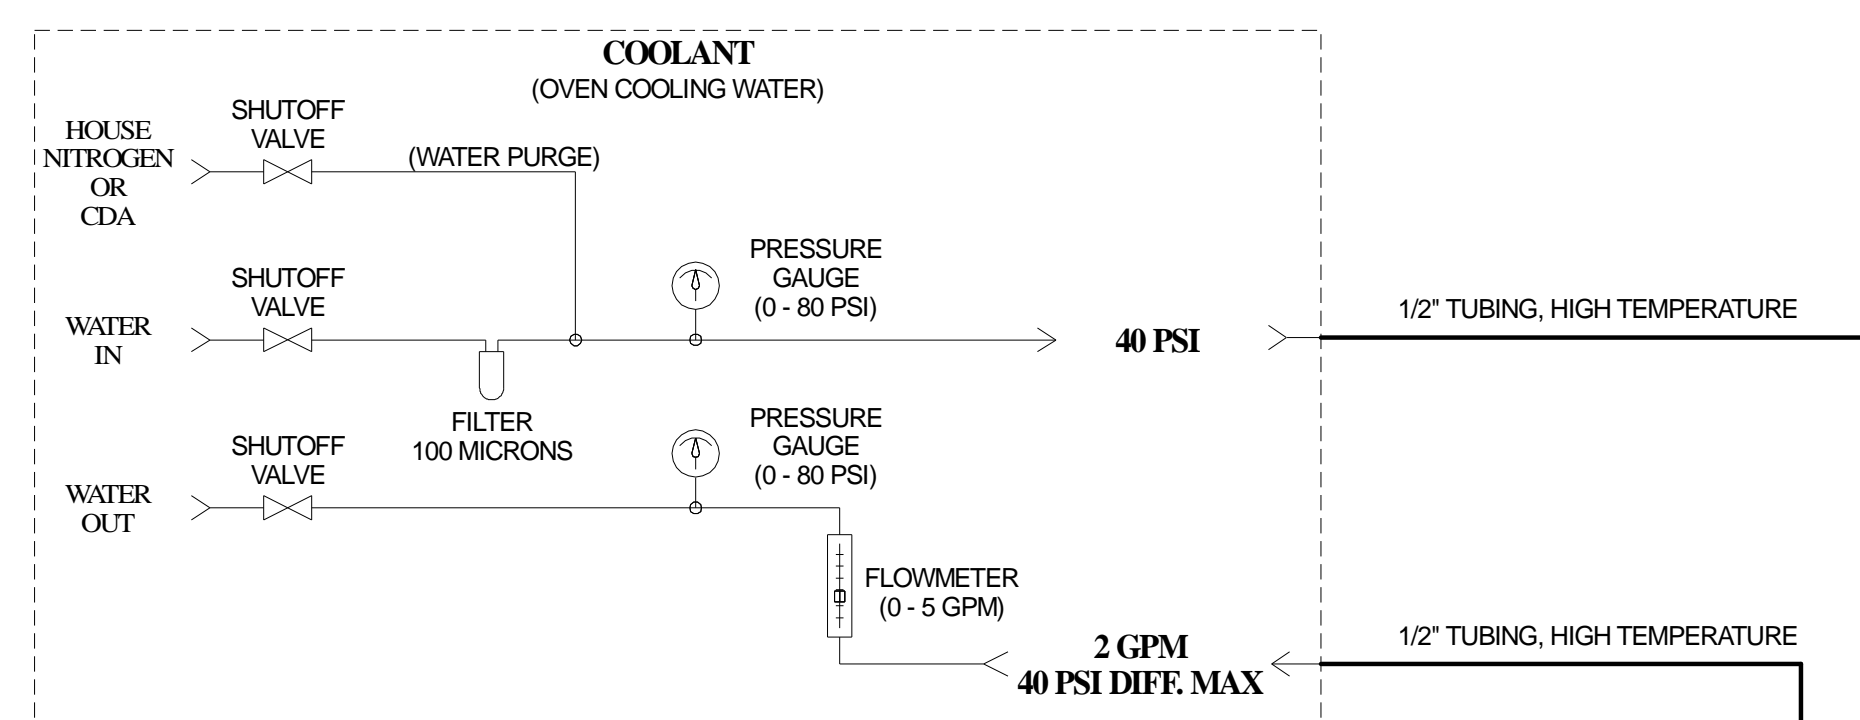 COOLANT
(OVEN COOLING WATER)
SHUTOFF
VALVE
HOUSE
NITROGEN
OR
CDA
(WATER PURGE)
SHUTOFF
VALVE
WATER
IN
PRESSURE
GAUGE
(0 - 80 PSI)
40 PSI
1/2" TUBING, HIGH TEMPERATURE
FILTER
100 MICRONS
SHUTOFF
VALVE
WATER
OUT
PRESSURE
GAUGE
(0 - 80 PSI)
FLOWMETER
(0 - 5 GPM)
2 GPM
40 PSI DIFF. MAX
1/2" TUBING, HIGH TEMPERATURE